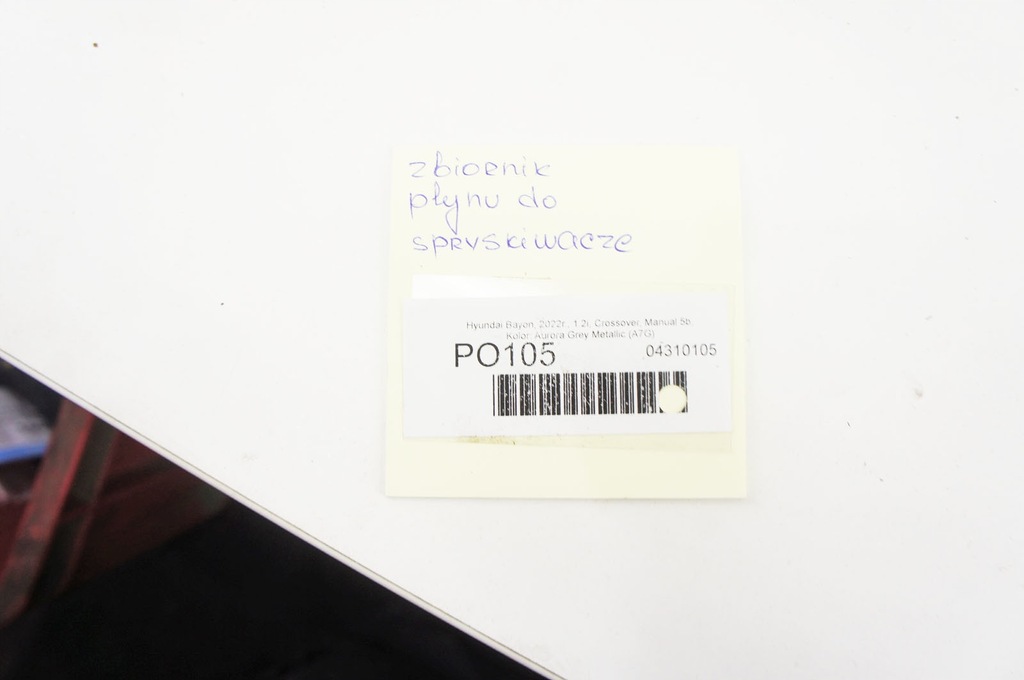 zbiornik
płynu do
spryskiwacze
Hyundai Bayon, 2022r., 1.2i, Crossover, Manual 5b
Kolor: Aurora Grey Metallic (A7G)
PO105 04310105